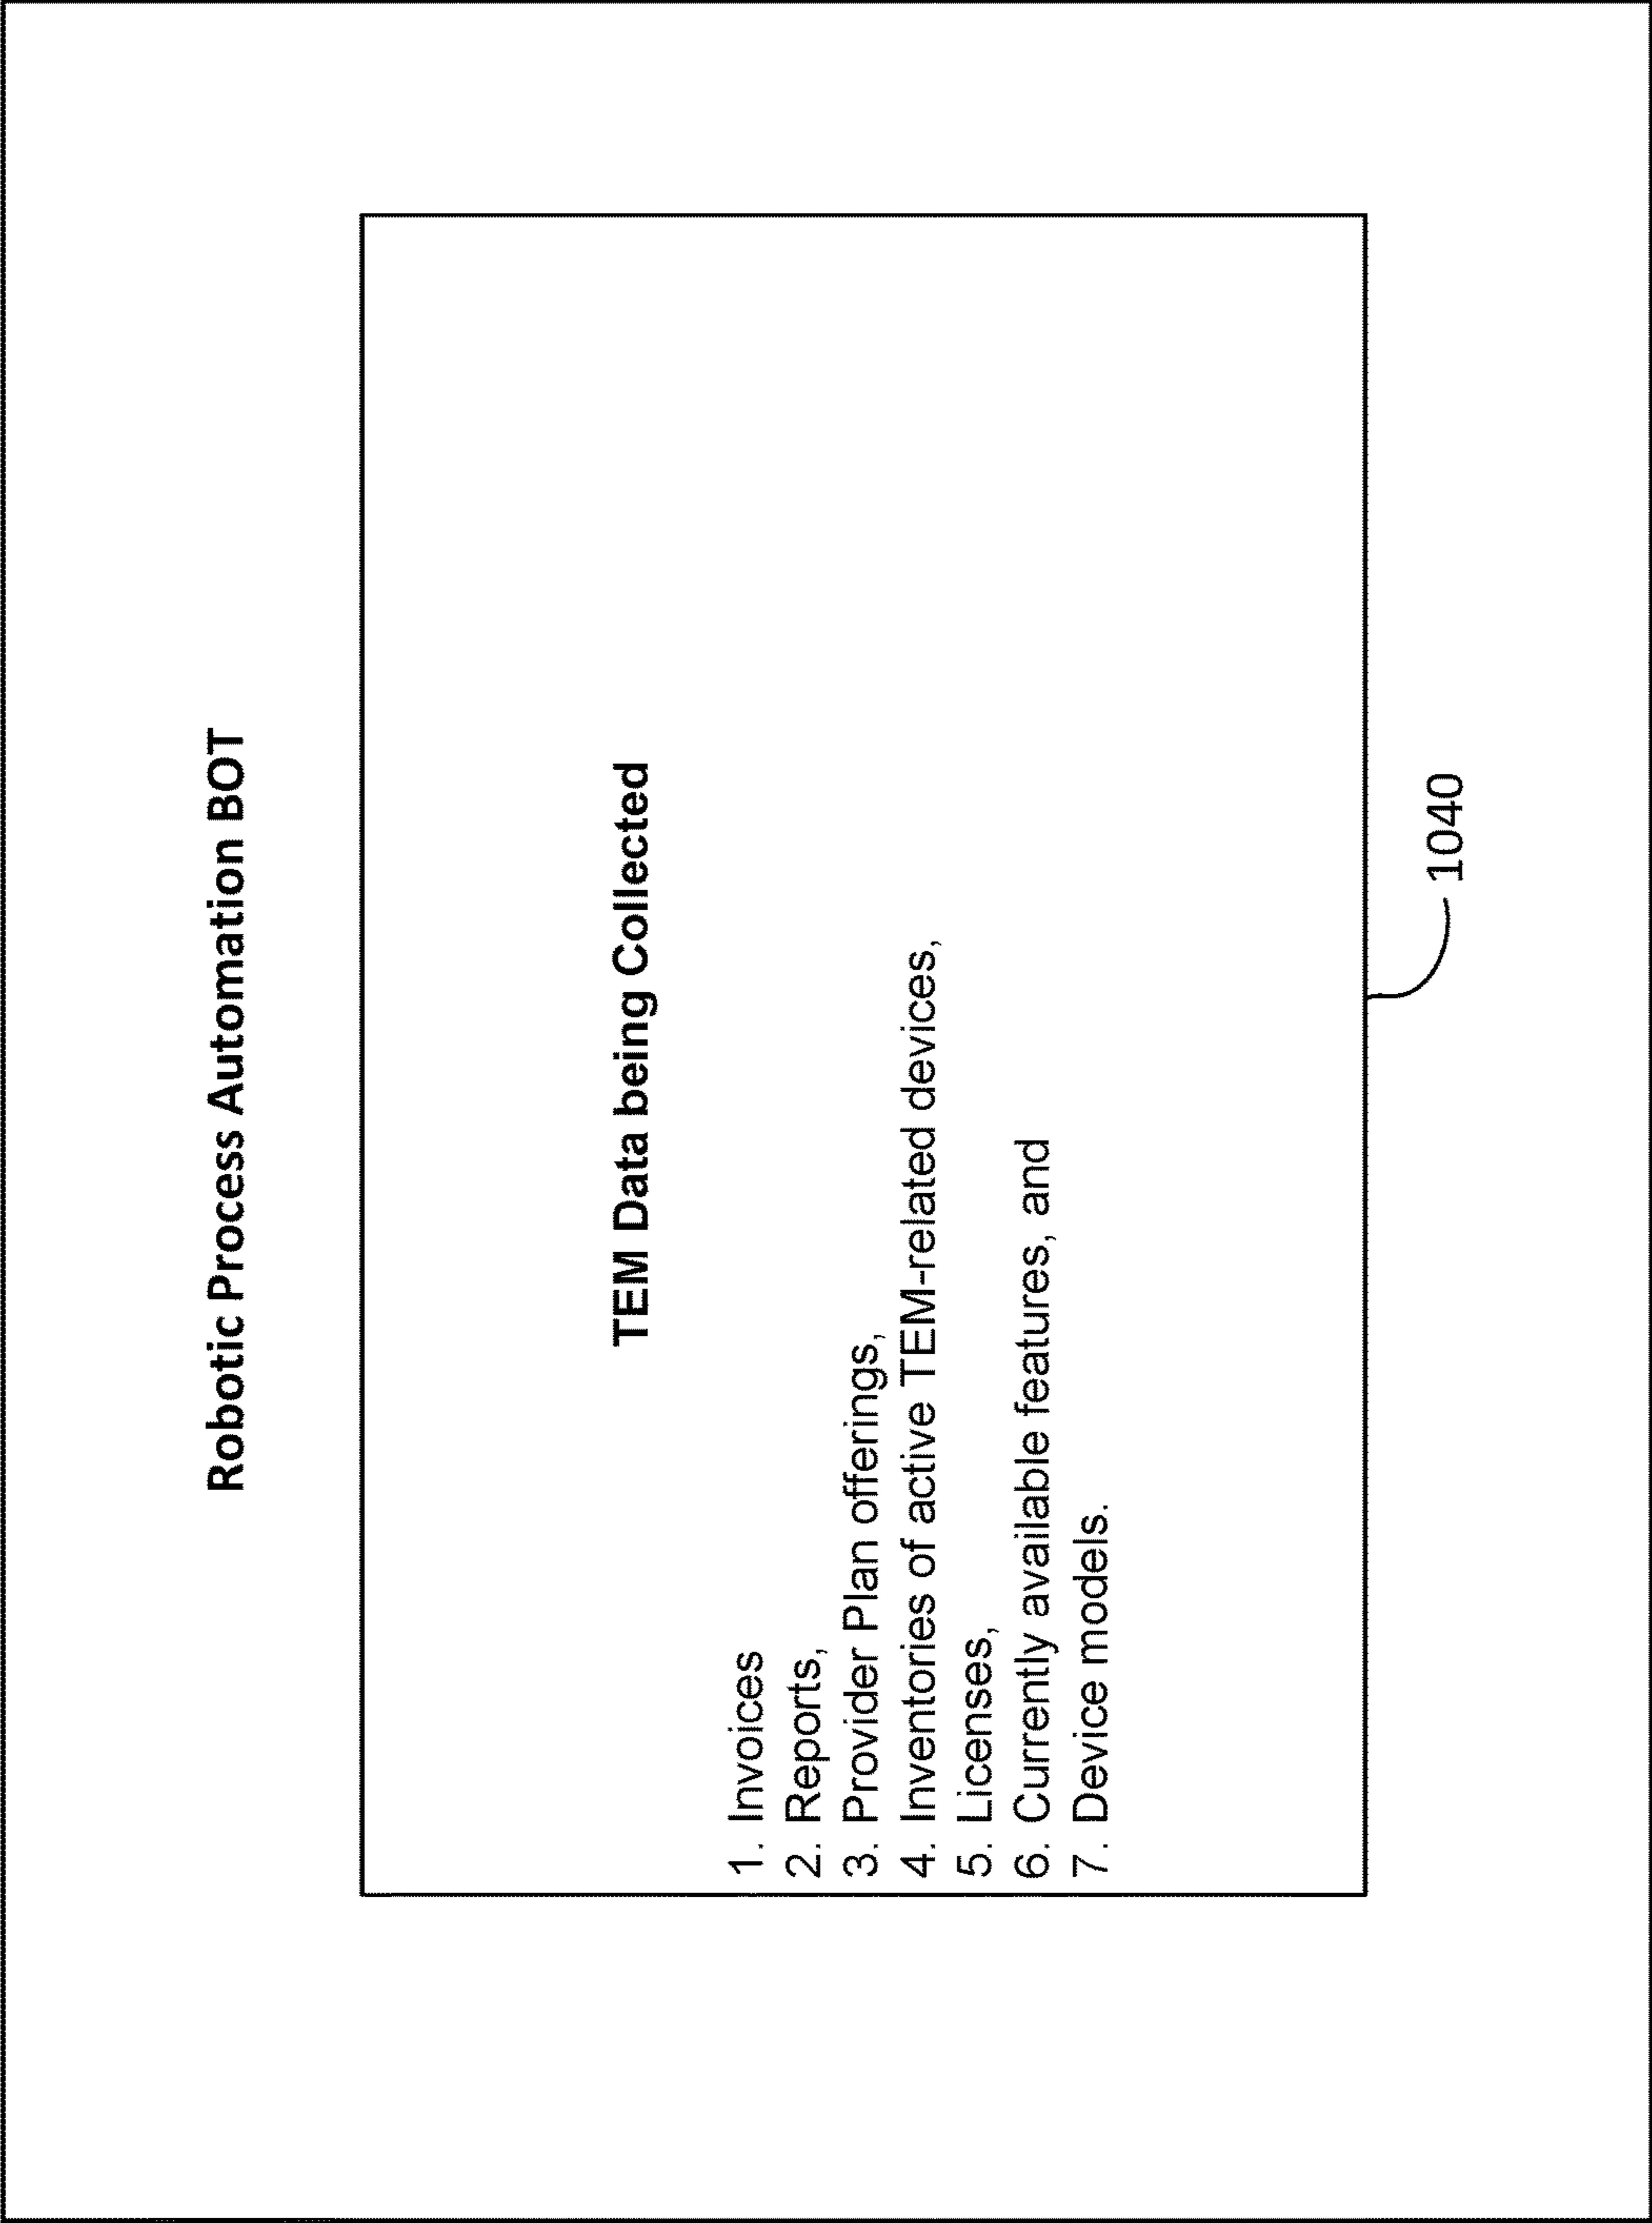 Robotic Process Automation BOT
TEM Data being Collected
1. Invoices
2. Reports,
3. Provider Plan offerings,
4. Inventories of active TEM-related devices,
5. Licenses,
6. Currently available features, and
7. Device models.
1040